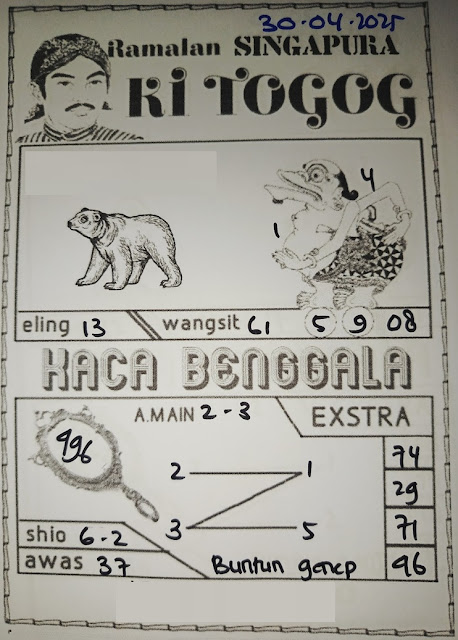 30-04-2025
Ramalan SINGAPURA
KI TOGOG
4
1
eling 13 wangsit 61 5 9 08
KACA BENGGALA
A.MAIN 2-3 EXSTRA
496
74
2 1
29
3 5
71
shio 6-2
awas 37 Buntun genep 96